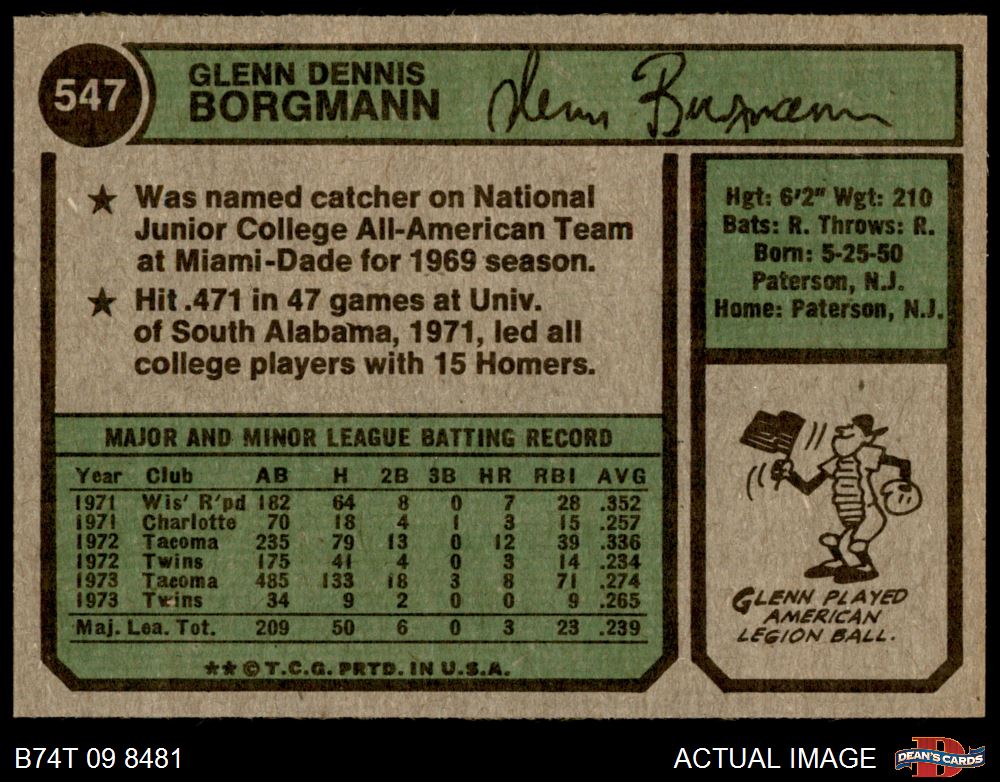 547
GLENN DENNIS
BORGMANN
Glenn Borgmann
★ Was named catcher on National
Junior College All-American Team
at Miami-Dade for 1969 season.
★ Hit .471 in 47 games at Univ.
of South Alabama, 1971, led all
college players with 15 Homers.
MAJOR AND MINOR LEAGUE BATTING RECORD
Year Club AB H 2B 3B HR RBI AVG
1971 Wis' R'pd 182 64 8 0 7 28 .352
1971 Charlotte 70 18 4 1 3 15 .257
1972 Tacoma 235 79 13 0 12 39 .336
1972 Twins 175 41 4 0 3 14 .234
1973 Tacoma 485 133 18 3 8 71 .274
1973 Twins 34 9 2 0 0 9 .265
Maj. Lea. Tot. 209 50 6 0 3 23 .239
★★ © T.C.G. PRTD. IN U.S.A.
Hgt: 6'2" Wgt: 210
Bats: R. Throws: R.
Born: 5-25-50
Paterson, N.J.
Home: Paterson, N.J.
GLENN PLAYED
AMERICAN
LEGION BALL.
B74T 09 8481
ACTUAL IMAGE
D
DEAN'S CARDS